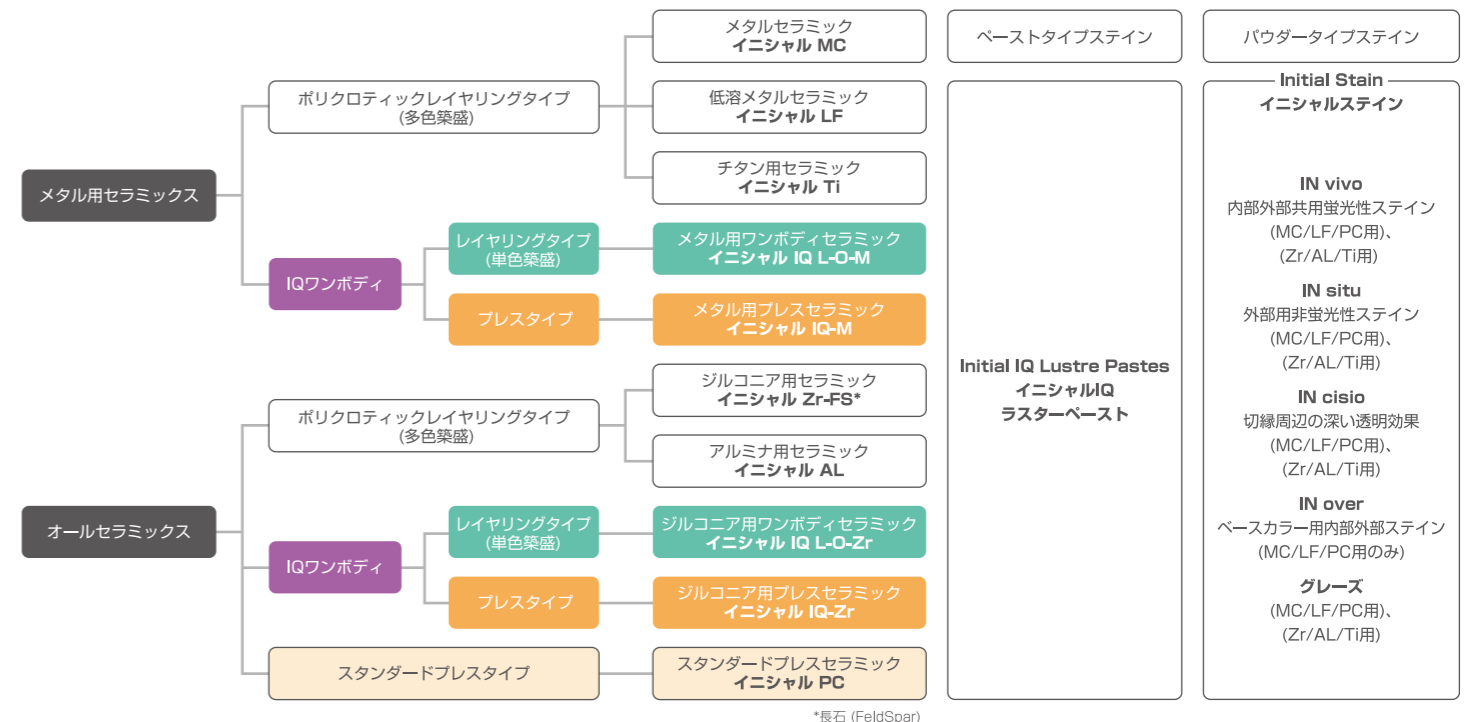 メタル用セラミックス
ポリクロティックレイヤリングタイプ
(多色築盛)
メタルセラミック
イニシャル MC
低溶メタルセラミック
イニシャル LF
チタン用セラミック
イニシャル Ti
IQワンボディ
レイヤリングタイプ
(単色築盛)
メタル用ワンボディセラミック
イニシャル IQ L-O-M
プレスタイプ
メタル用プレスセラミック
イニシャル IQ-M
オールセラミックス
ポリクロティックレイヤリングタイプ
(多色築盛)
ジルコニア用セラミック
イニシャル Zr-FS*
アルミナ用セラミック
イニシャル AL
IQワンボディ
レイヤリングタイプ
(単色築盛)
ジルコニア用ワンボディセラミック
イニシャル IQ L-O-Zr
プレスタイプ
ジルコニア用プレスセラミック
イニシャル IQ-Zr
スタンダードプレスタイプ
スタンダードプレスセラミック
イニシャル PC
*長石 (FeldSpar)
ペーストタイプステイン
Initial IQ Lustre Pastes
イニシャルIQ
ラスターペースト
パウダータイプステイン
Initial Stain
イニシャルステイン
IN vivo
内部外部共用蛍光性ステイン
(MC/LF/PC用)、
(Zr/AL/Ti用)
IN situ
外部用非蛍光性ステイン
(MC/LF/PC用)、
(Zr/AL/Ti用)
IN cisio
切縁周辺の深い透明効果
(MC/LF/PC用)、
(Zr/AL/Ti用)
IN over
ベースカラー用内部外部ステイン
(MC/LF/PC用のみ)
グレーズ
(MC/LF/PC用)、
(Zr/AL/Ti用)